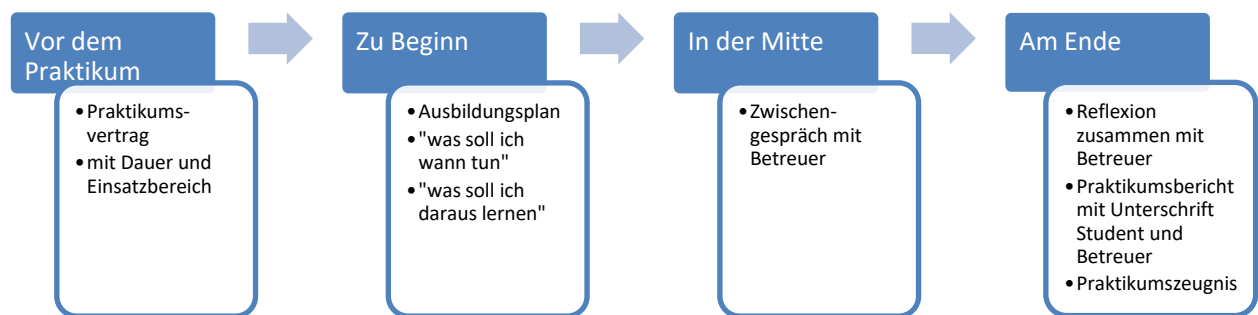 Vor dem
Praktikum
• Praktikums-
vertrag
• mit Dauer und
Einsatzbereich
Zu Beginn
• Ausbildungsplan
• "was soll ich
wann tun"
• "was soll ich
daraus lernen"
In der Mitte
• Zwischen-
gespräch mit
Betreuer
Am Ende
• Reflexion
zusammen mit
Betreuer
• Praktikumsbericht
mit Unterschrift
Student und
Betreuer
• Praktikumszeugnis